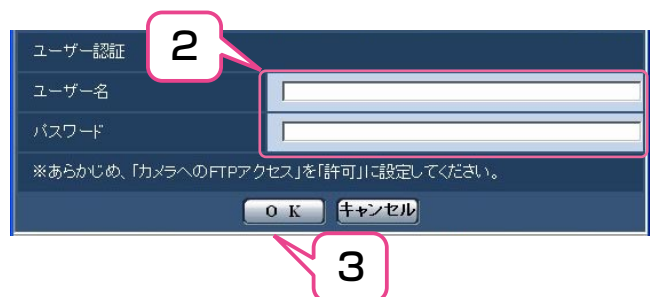 2
ユーザー認証
ユーザー名
パスワード
※あらかじめ、「カメラへのFTPアクセス」を「許可」に設定してください。
O K キャンセル
3